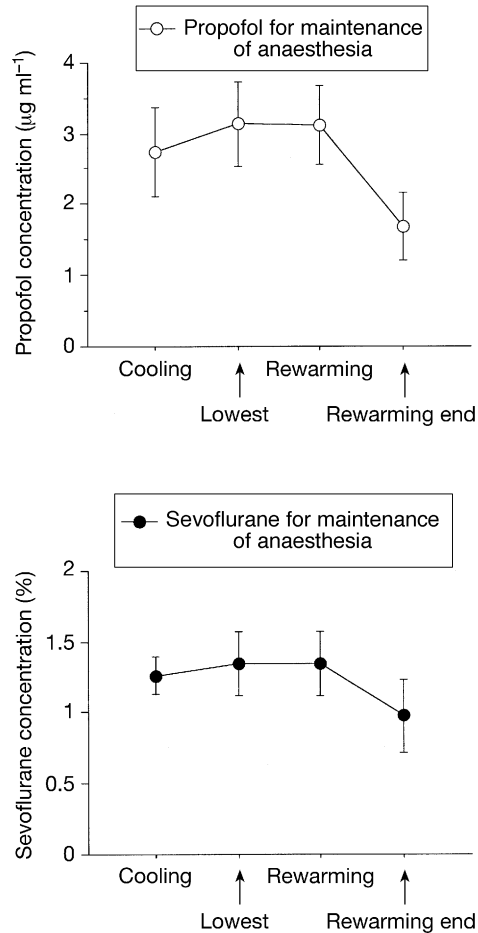 Propofol for maintenance
of anaesthesia
Propofol concentration (µg ml⁻¹)
4
3
2
1
0
Cooling
Rewarming
Lowest
Rewarming end
Sevoflurane for maintenance
of anaesthesia
Sevoflurane concentration (%)
2
1.5
1
0.5
0
Cooling
Rewarming
Lowest
Rewarming end